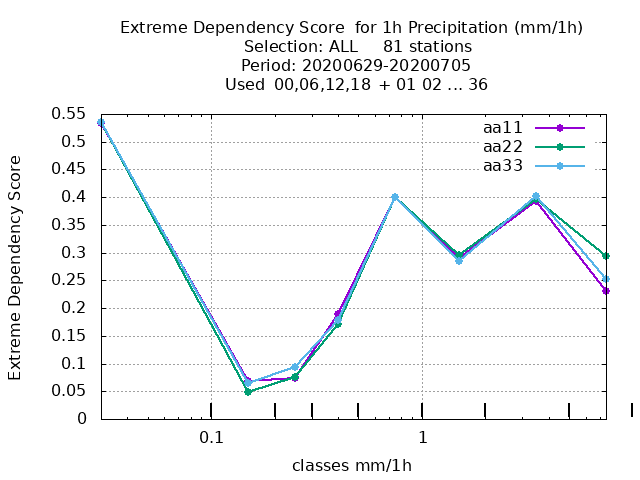 Extreme Dependency Score  for 1h Precipitation (mm/1h)
Selection: ALL     81 stations
Period: 20200629-20200705
Used  00,06,12,18 + 01 02 ... 36
0.55
0.5
0.45
0.4
0.35
0.3
0.25
0.2
0.15
0.1
0.05
0
Extreme Dependency Score
aa11
aa22
aa33
0.1
1
classes mm/1h